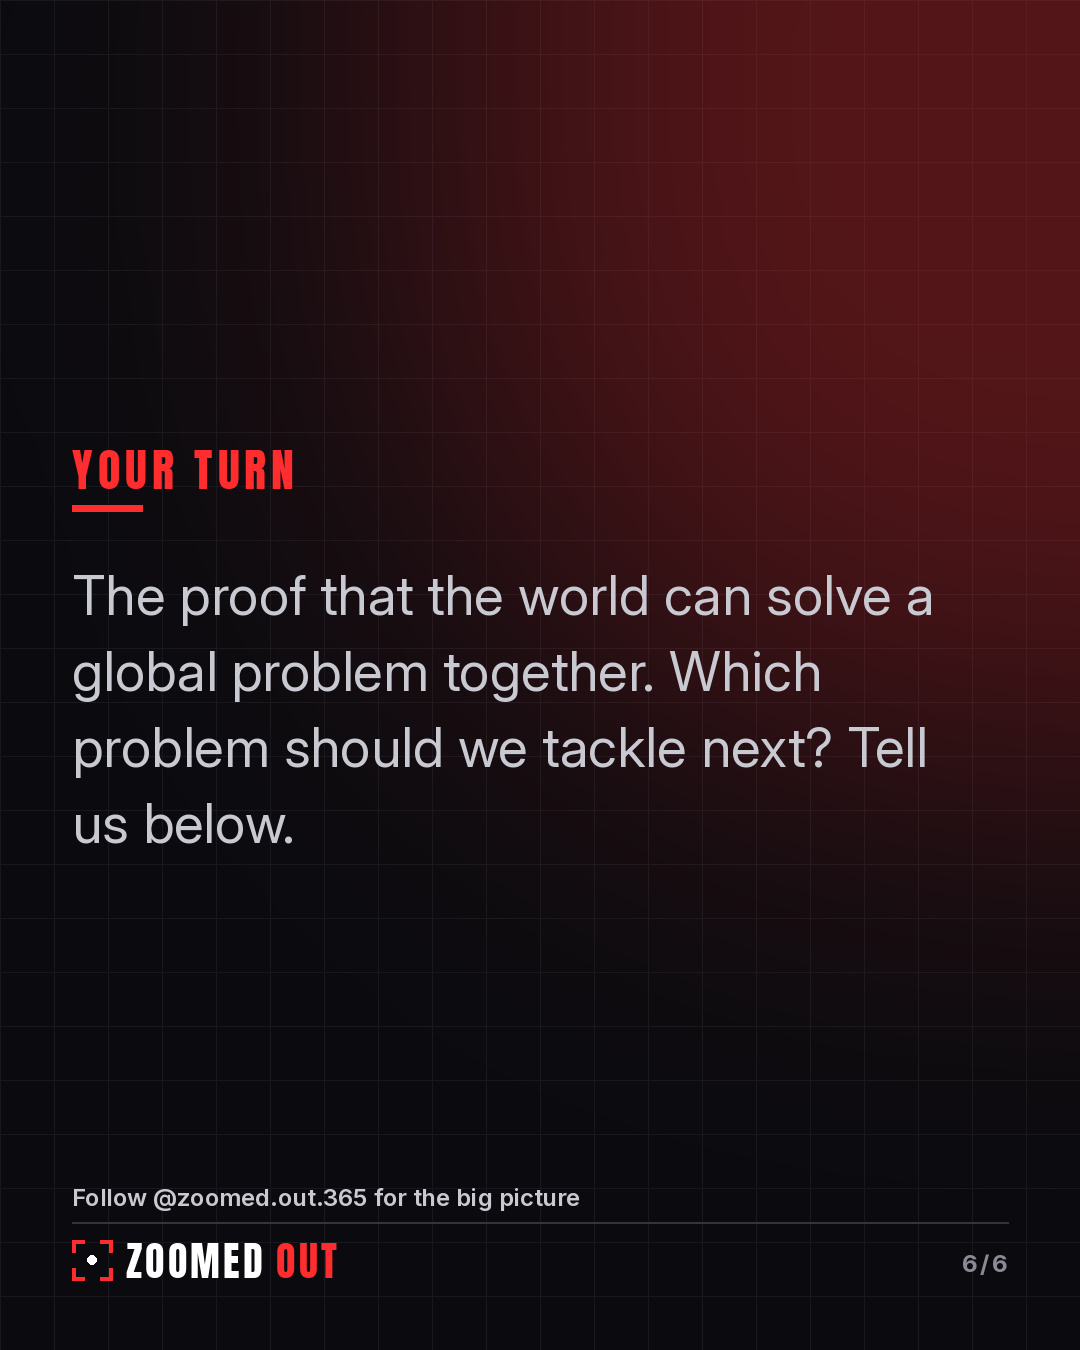 YOUR TURN
The proof that the world can solve a
global problem together. Which
problem should we tackle next? Tell
us below.
Follow @zoomed.out.365 for the big picture
ZOOMED OUT
6/6